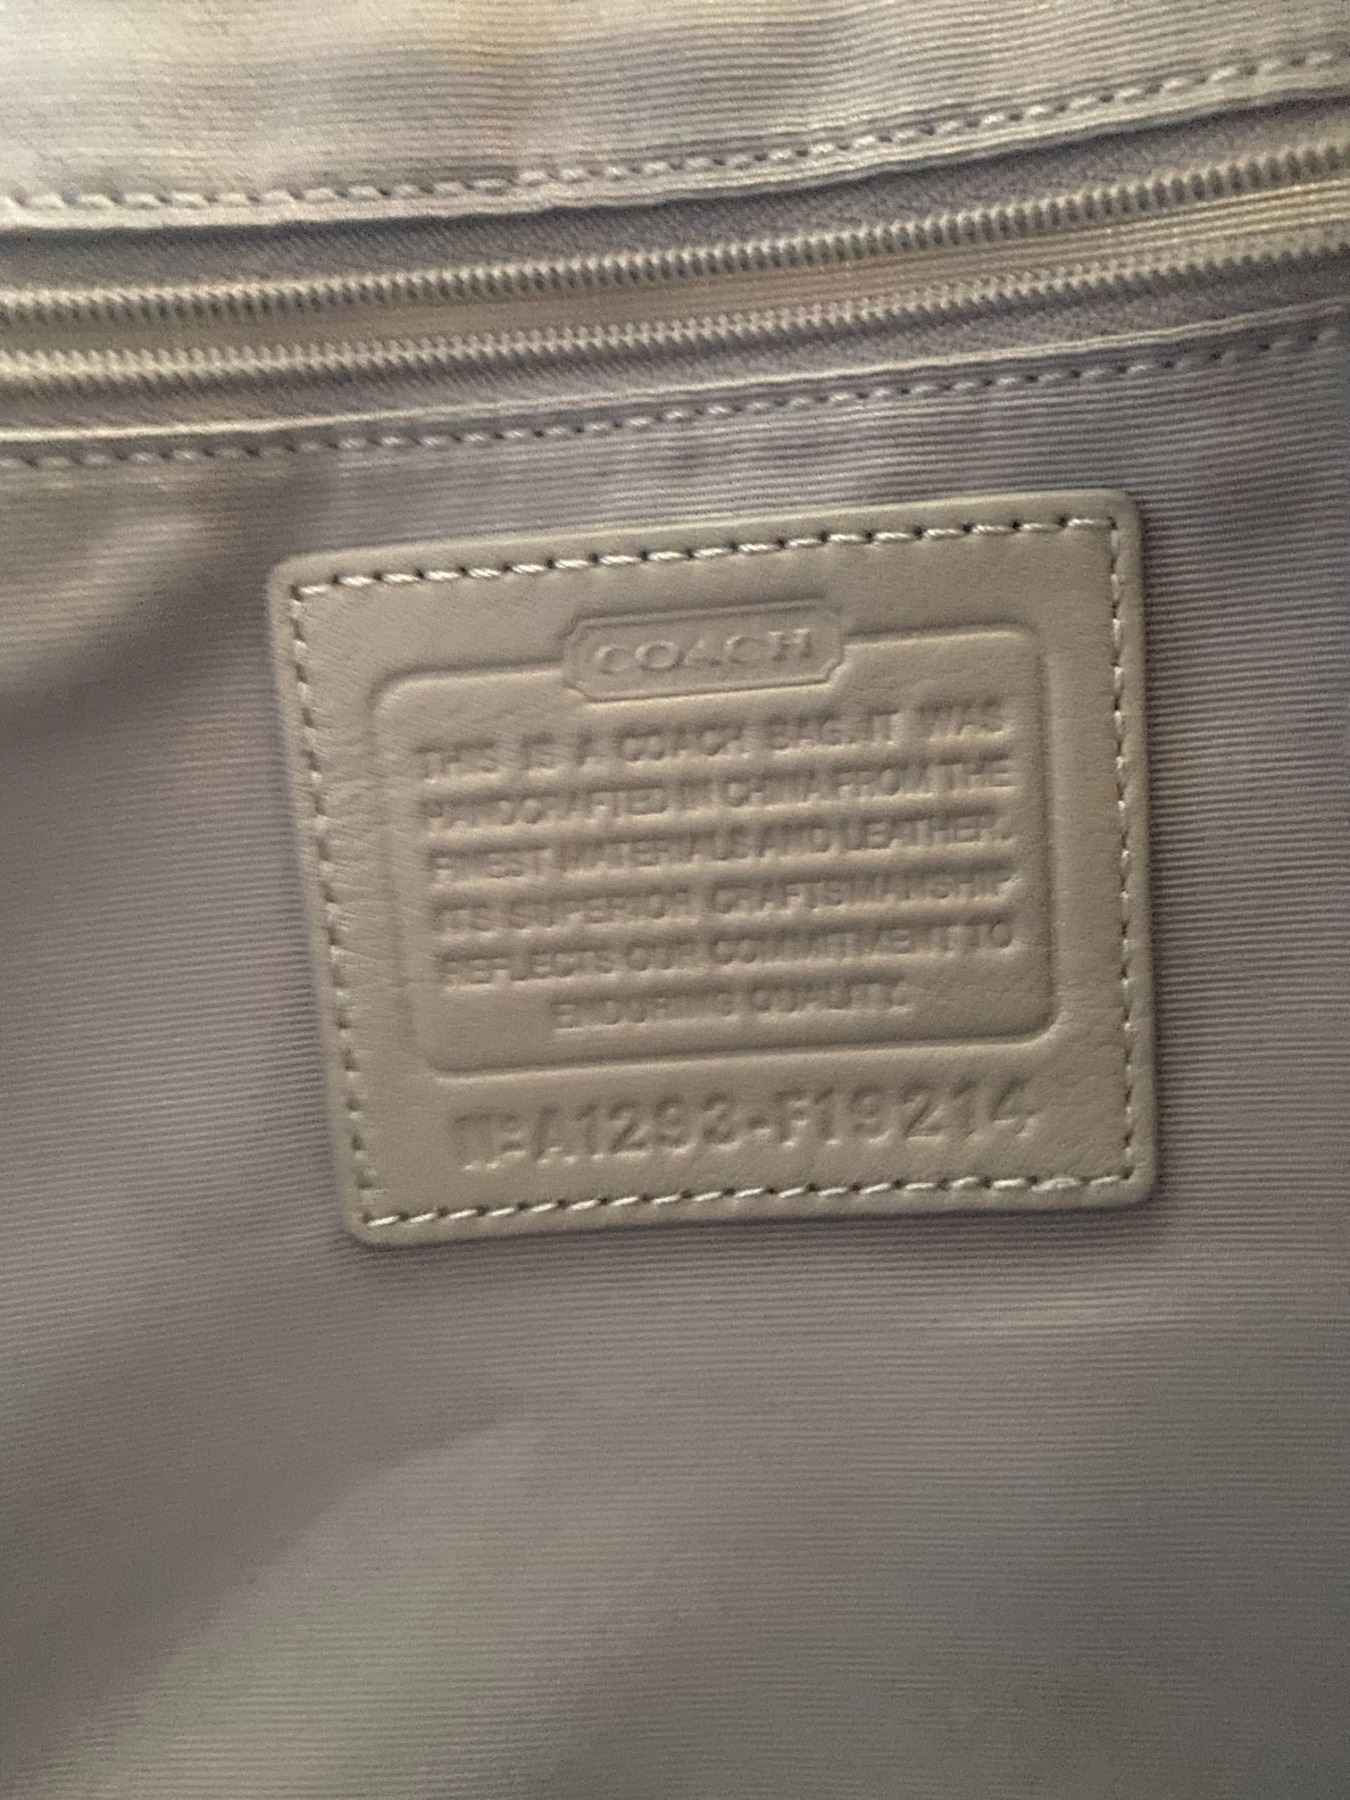 COACH
THIS IS A COACH BAG. IT WAS
HANDCRAFTED IN CHINA FROM THE
FINEST MATERIALS AND LEATHER.
ITS SUPERIOR CRAFTSMANSHIP
REFLECTS OUR COMMITMENT TO
ENDURING QUALITY.
Nº A1293-F19214